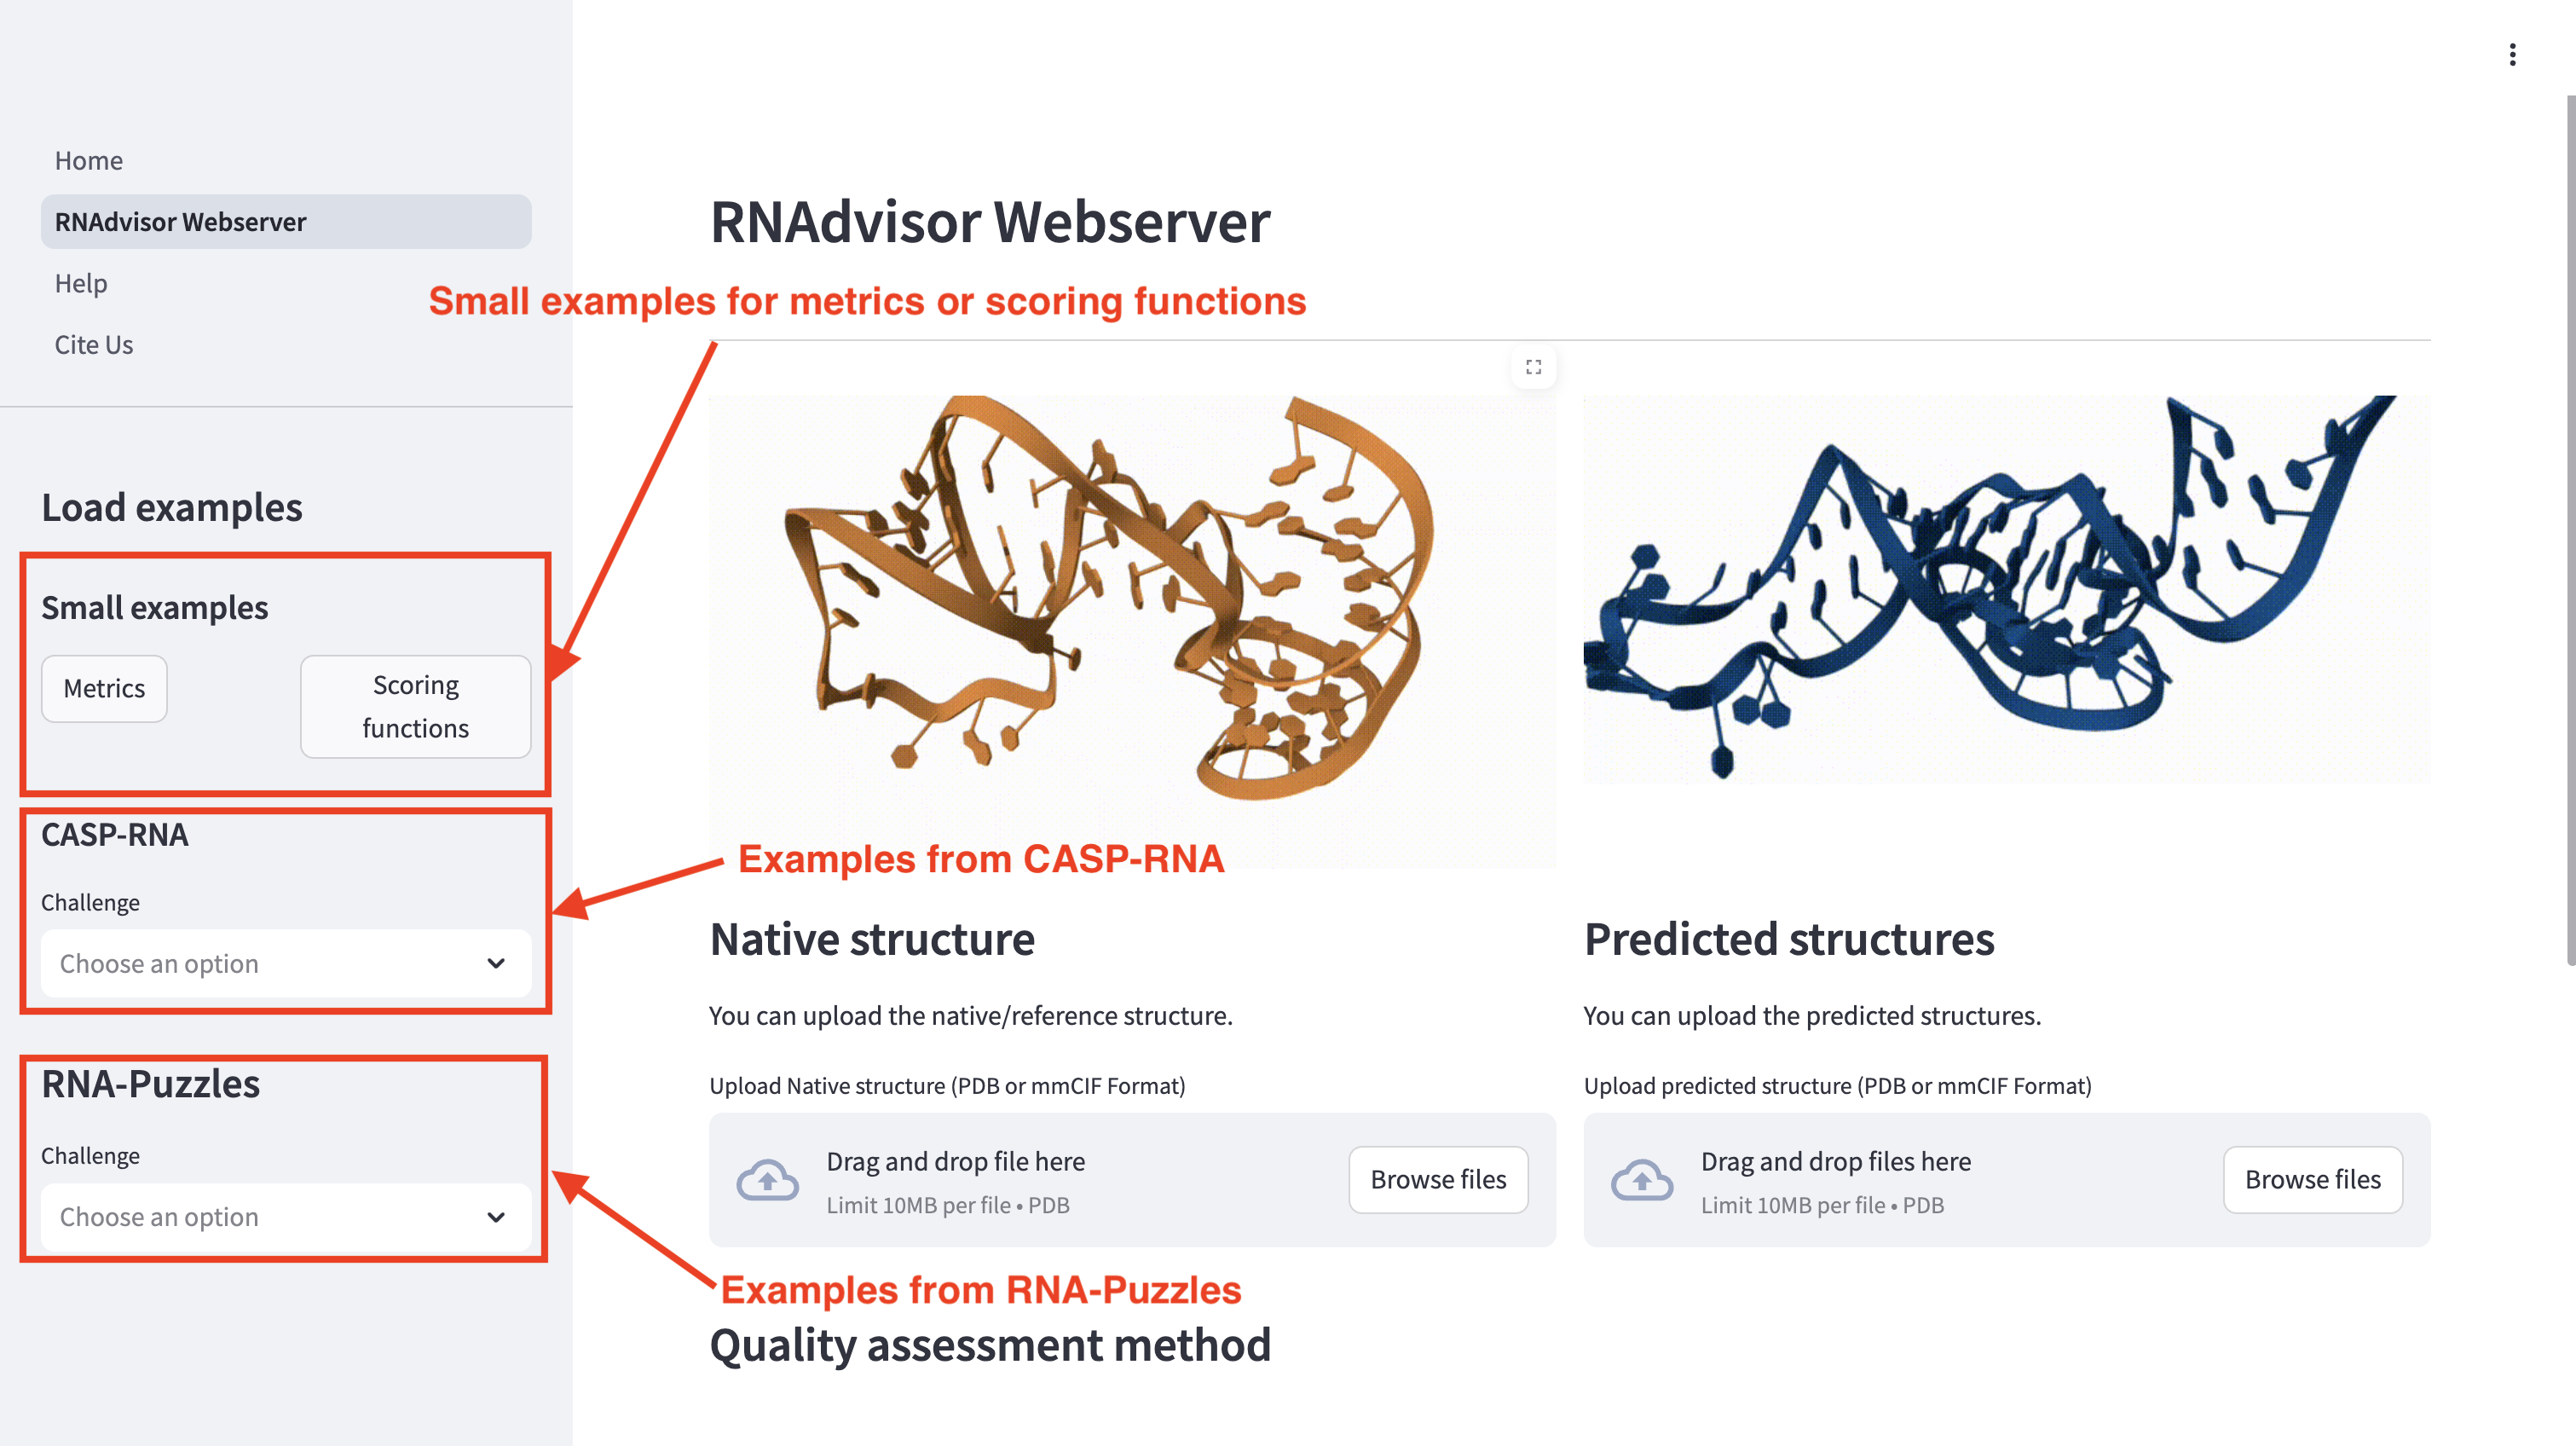 Home
RNAdvisor Webserver
Help
Cite Us
Load examples
Small examples
Metrics
Scoring
functions
CASP-RNA
Challenge
Choose an option
RNA-Puzzles
Challenge
Choose an option
RNAdvisor Webserver
Small examples for metrics or scoring functions
Examples from CASP-RNA
Native structure
You can upload the native/reference structure.
Upload Native structure (PDB or mmCIF Format)
Drag and drop file here
Limit 10MB per file • PDB
Browse files
Predicted structures
You can upload the predicted structures.
Upload predicted structure (PDB or mmCIF Format)
Drag and drop files here
Limit 10MB per file • PDB
Browse files
Examples from RNA-Puzzles
Quality assessment method